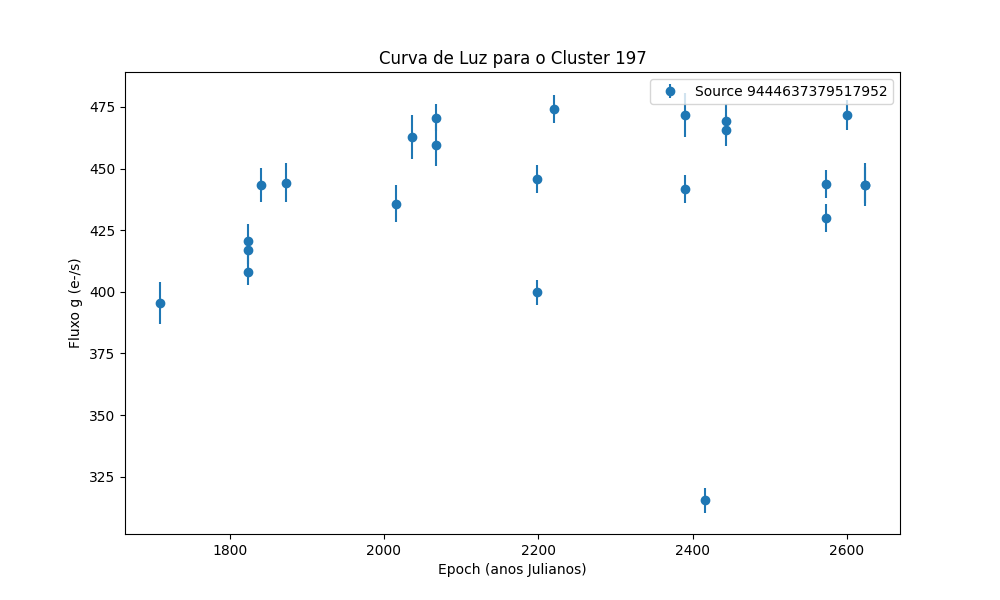 Curva de Luz para o Cluster 197
Source 9444637379517952
475
450
425
400
375
350
325
Fluxo g (e-/s)
1800 2000 2200 2400 2600
Epoch (anos Julianos)